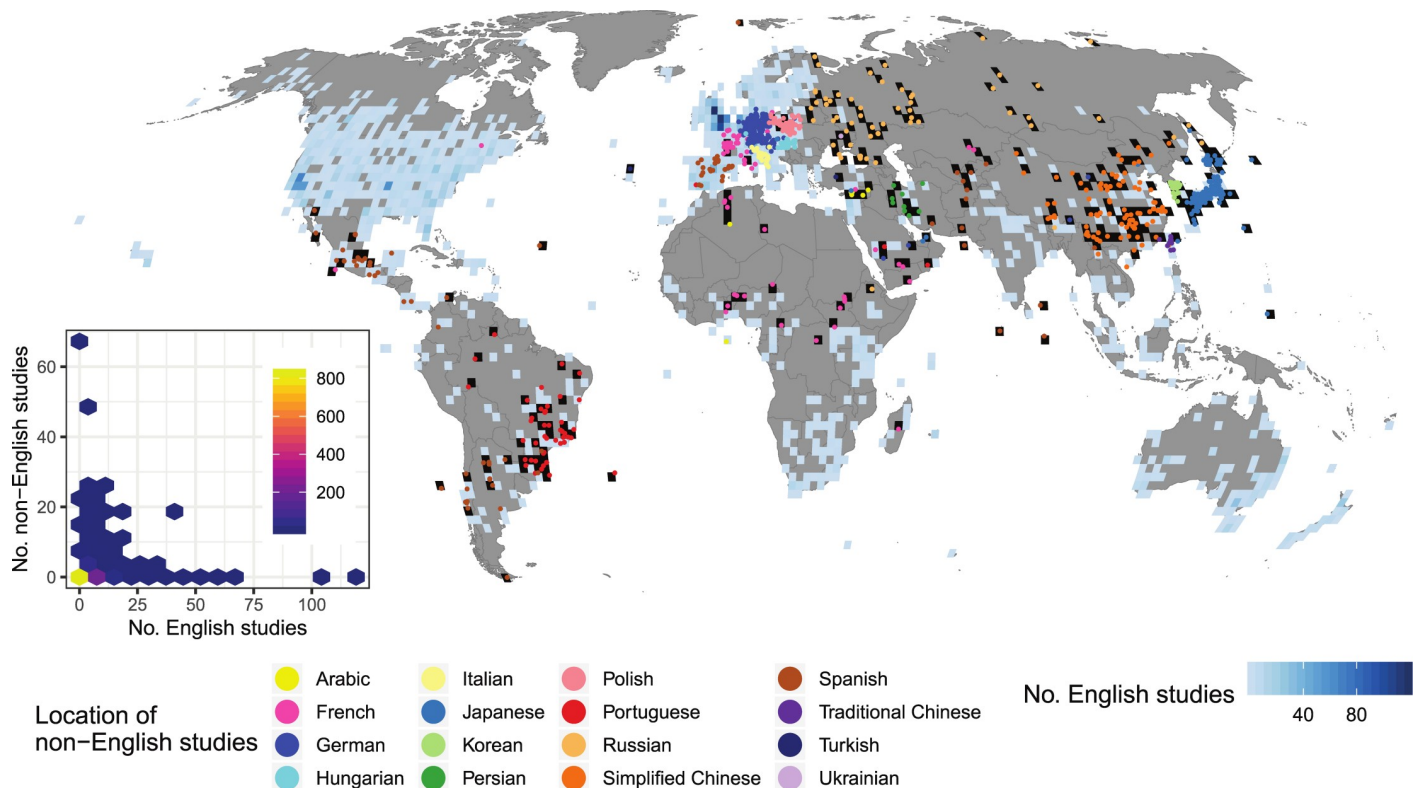 No. non−English studies
60
40
20
0
800
600
400
200
0 25 50 75 100
No. English studies
Location of
non−English studies
Arabic Italian Polish Spanish
French Japanese Portuguese Traditional Chinese
German Korean Russian Turkish
Hungarian Persian Simplified Chinese Ukrainian
No. English studies
40 80